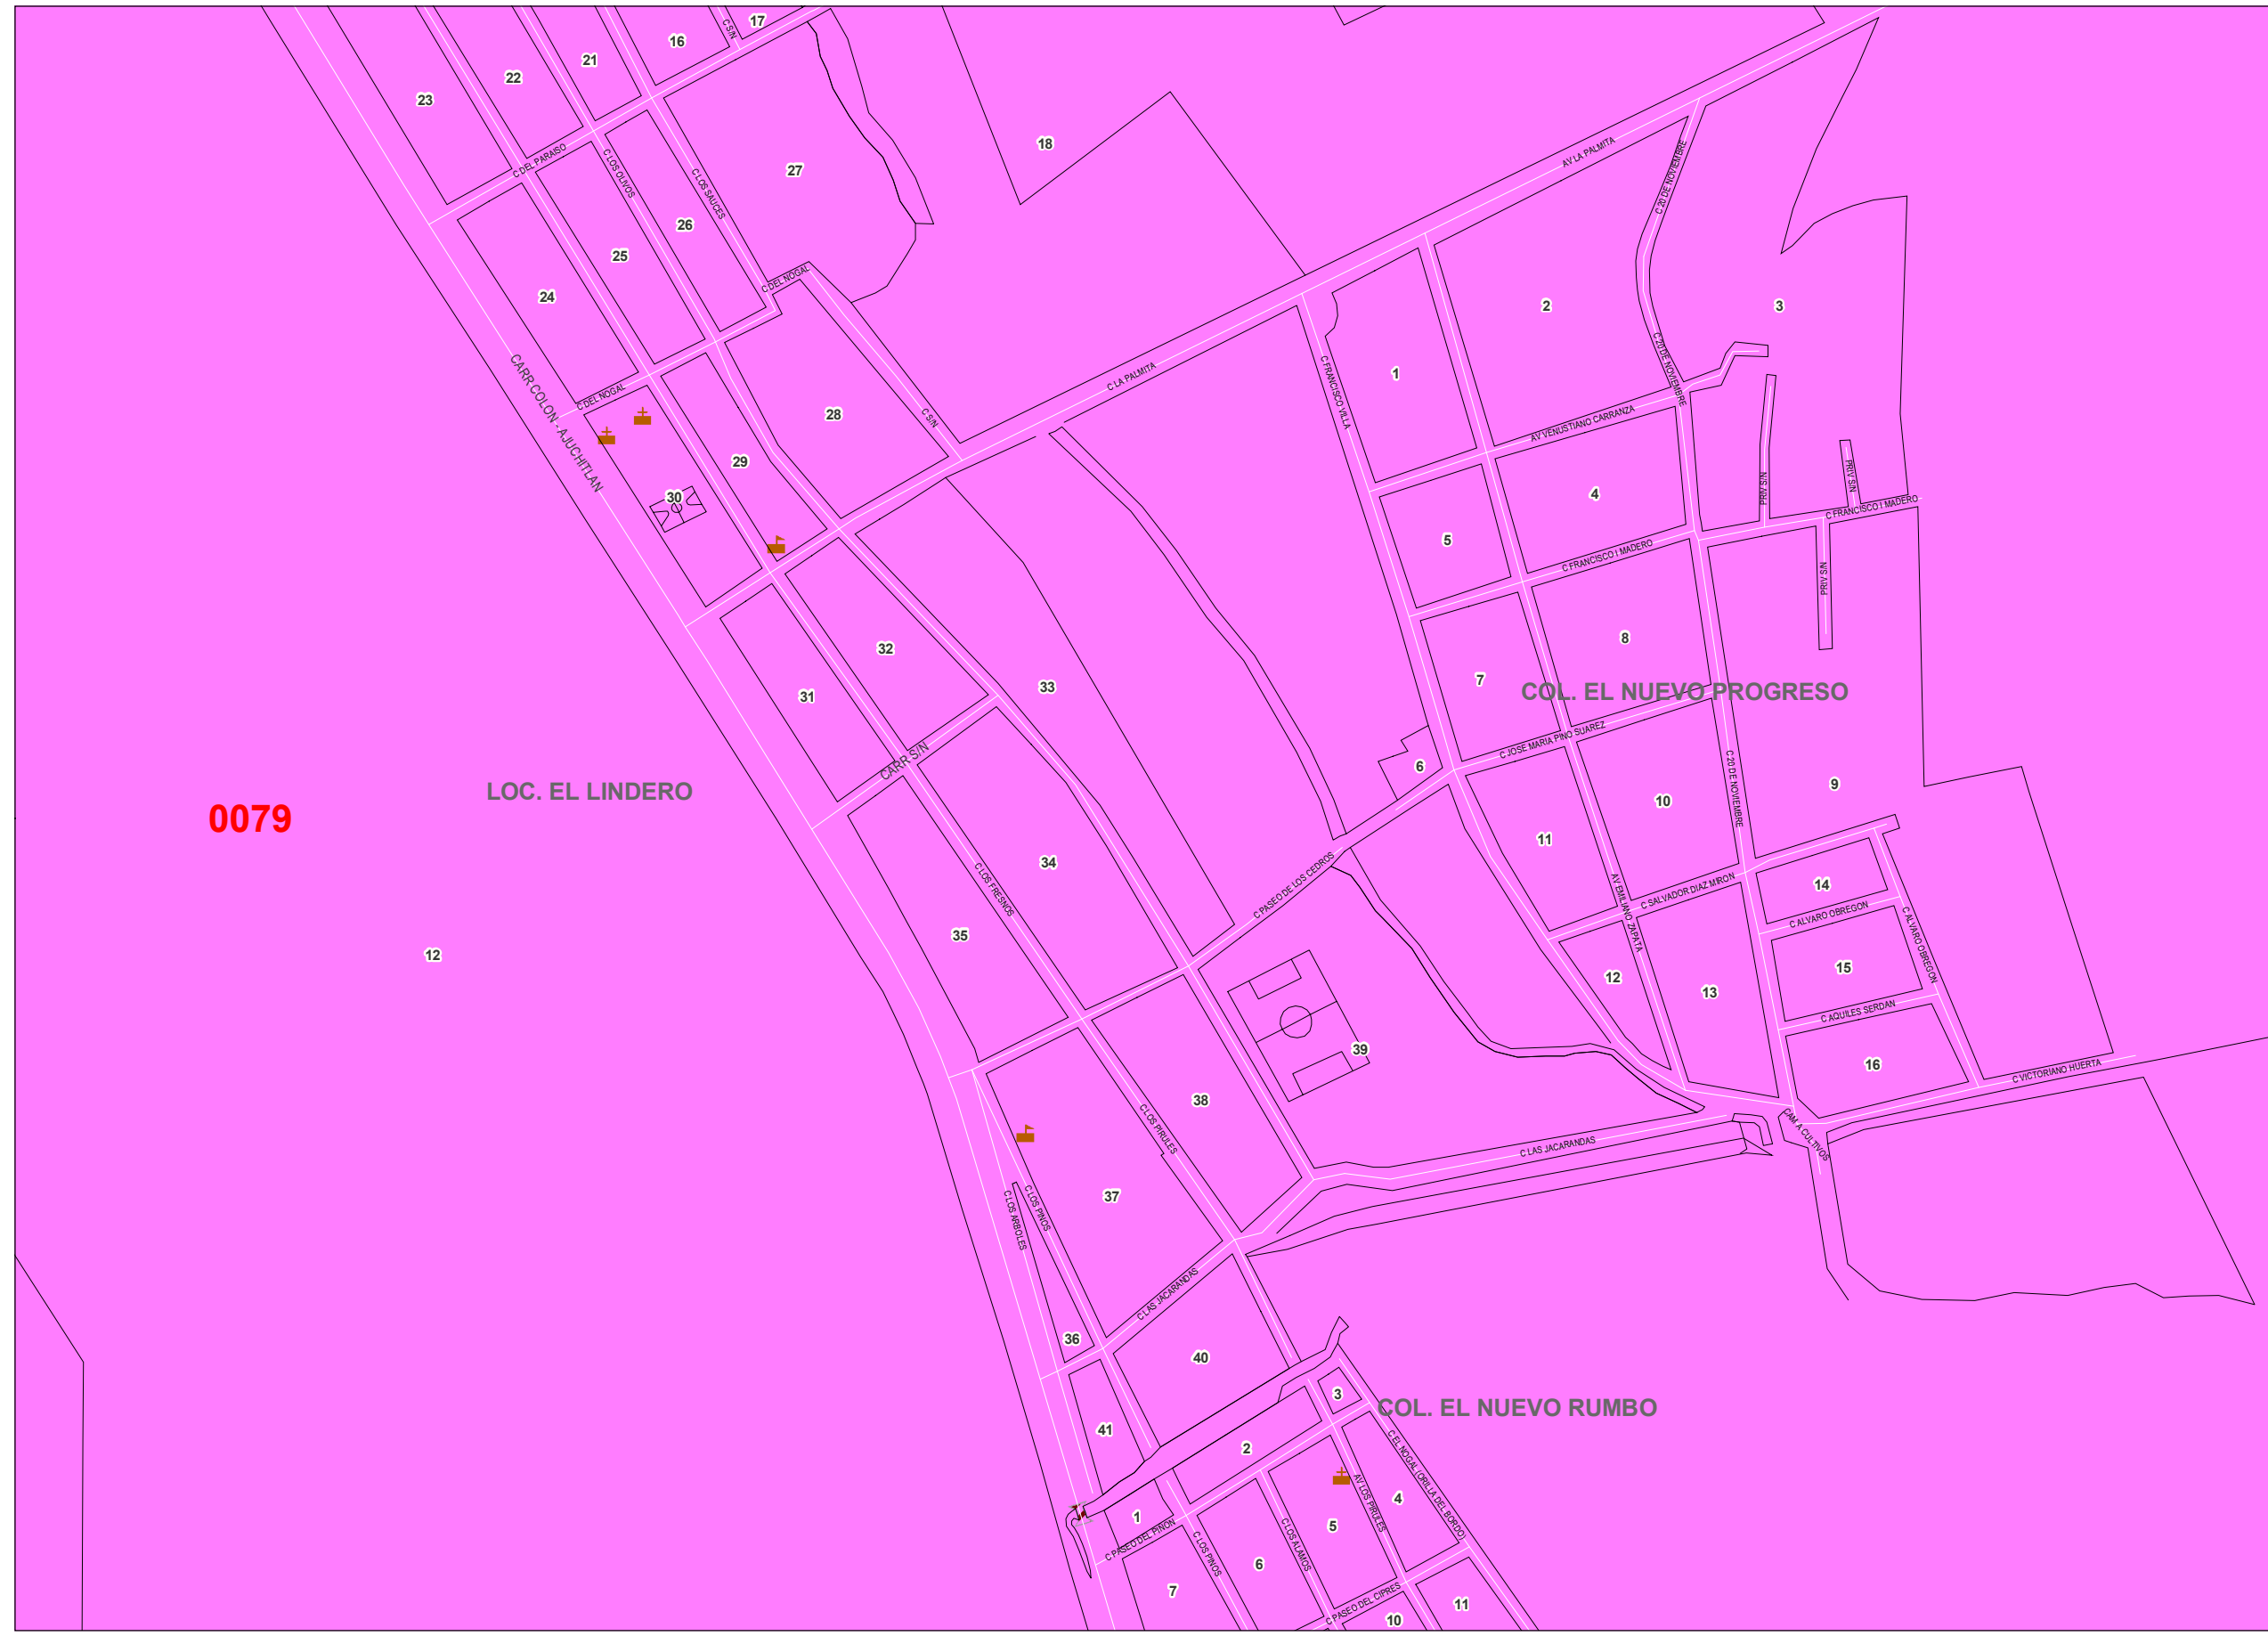 C S/N
17
16
21
22
23
18
C DEL PARAISO
C LOS OLIVOS
C LOS SAUCES
27
26
25
24
C DEL NOGAL
AV LA PALMITA
C 20 DE NOVIEMBRE
2
3
1
C FRANCISCO VILLA
C 20 DE NOVIEMBRE
C LA PALMITA
CARR COLON - AJUCHITLAN
C DEL NOGAL
28
C S/N
29
30
AV VENUSTIANO CARRANZA
4
PRIV S/N
PRIV S/N
C FRANCISCO I MADERO
5
C FRANCISCO I MADERO
PRIV S/N
8
7
32
31
33
COL. EL NUEVO PROGRESO
C JOSE MARIA PINO SUAREZ
6
CARR S/N
LOC. EL LINDERO
0079
C 20 DE NOVIEMBRE
9
10
11
34
C PASEO DE LOS CEDROS
C LOS FRESNOS
AV EMILIANO ZAPATA
C SALVADOR DIAZ MIRON
14
C ALVARO OBREGON
C ALVARO OBREGON
35
12
12
13
15
C AQUILES SERDAN
39
16
C VICTORIANO HUERTA
38
C LOS PIRULES
CAM A CULTIVOS
C LAS JACARANDAS
37
C LOS PINOS
C LOS ARBOLES
C LAS JACARANDAS
36
40
3
COL. EL NUEVO RUMBO
41
2
C EL NOGAL (ORILLA DEL BORDO)
AV LOS PIRULES
4
1
5
C PASEO DEL PIÑON
C LOS PINOS
C LOS ALAMOS
6
7
C PASEO DEL CIPRES
11
10